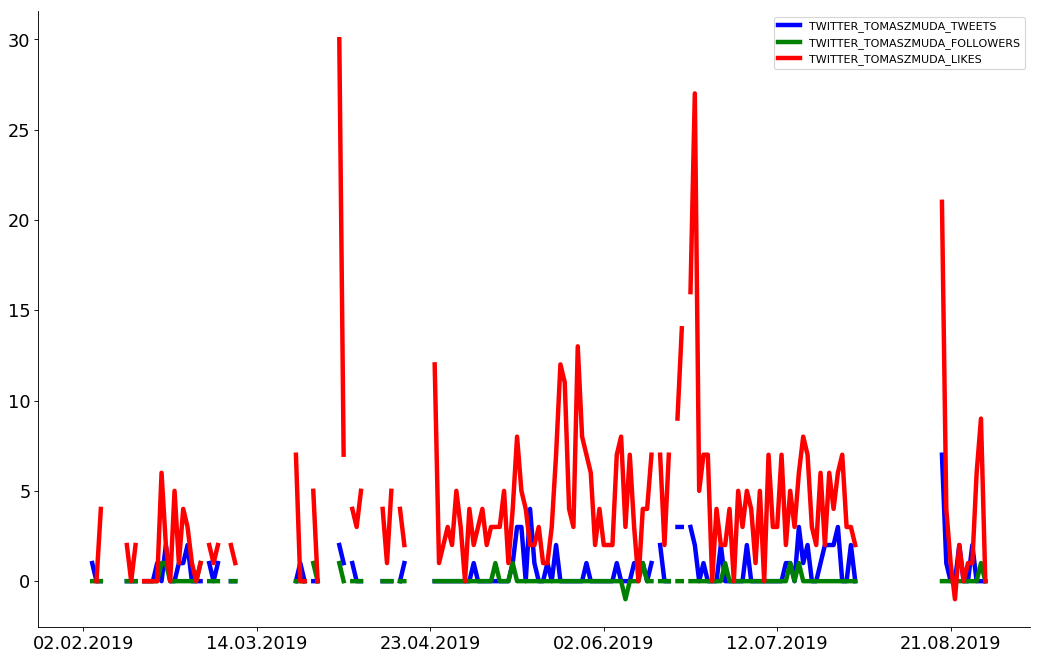 TWITTER_TOMASZMUDA_TWEETS
TWITTER_TOMASZMUDA_FOLLOWERS
TWITTER_TOMASZMUDA_LIKES
30
25
20
15
10
5
0
02.02.2019 14.03.2019 23.04.2019 02.06.2019 12.07.2019 21.08.2019